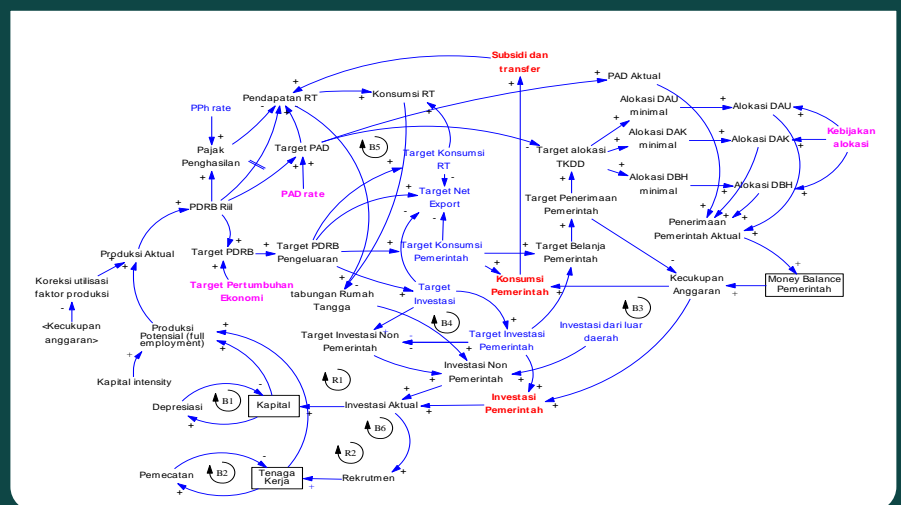 Subsidi dan
transfer
PAD Aktual
Pendapatan RT
Konsumsi RT
PPh rate
Alokasi DAU
minimal
Alokasi DAU
Pajak
Penghasilan
Target PAD
B5
Target Konsumsi
RT
Target alokasi
TKDD
Alokasi DAK
minimal
Alokasi DAK
Kebijakan
alokasi
PAD rate
Target Net
Export
Alokasi DBH
minimal
Alokasi DBH
PDRB Riil
Target Penerimaan
Pemerintah
Penerimaan
Pemerintah Aktual
Produksi Aktual
Target PDRB
Target PDRB
Pengeluaran
Target Konsumsi
Pemerintah
Target Belanja
Pemerintah
Koreksi utilisasi
faktor produksi
Target Pertumbuhan
Ekonomi
tabungan Rumah
Tangga
Target
Investasi
Konsumsi
Pemerintah
Kecukupan
Anggaran
Money Balance
Pemerintah
<Kecukupan
anggaran>
Produksi
Potensial (full
employment)
Target Investasi Non
Pemerintah
B4
Target Investasi
Pemerintah
Investasi dari luar
daerah
B3
Kapital intensity
R1
Investasi Non
Pemerintah
Depresiasi
B1
Kapital
Investasi Aktual
Investasi
Pemerintah
B6
R2
Pemecatan
B2
Tenaga
Kerja
Rekrutmen